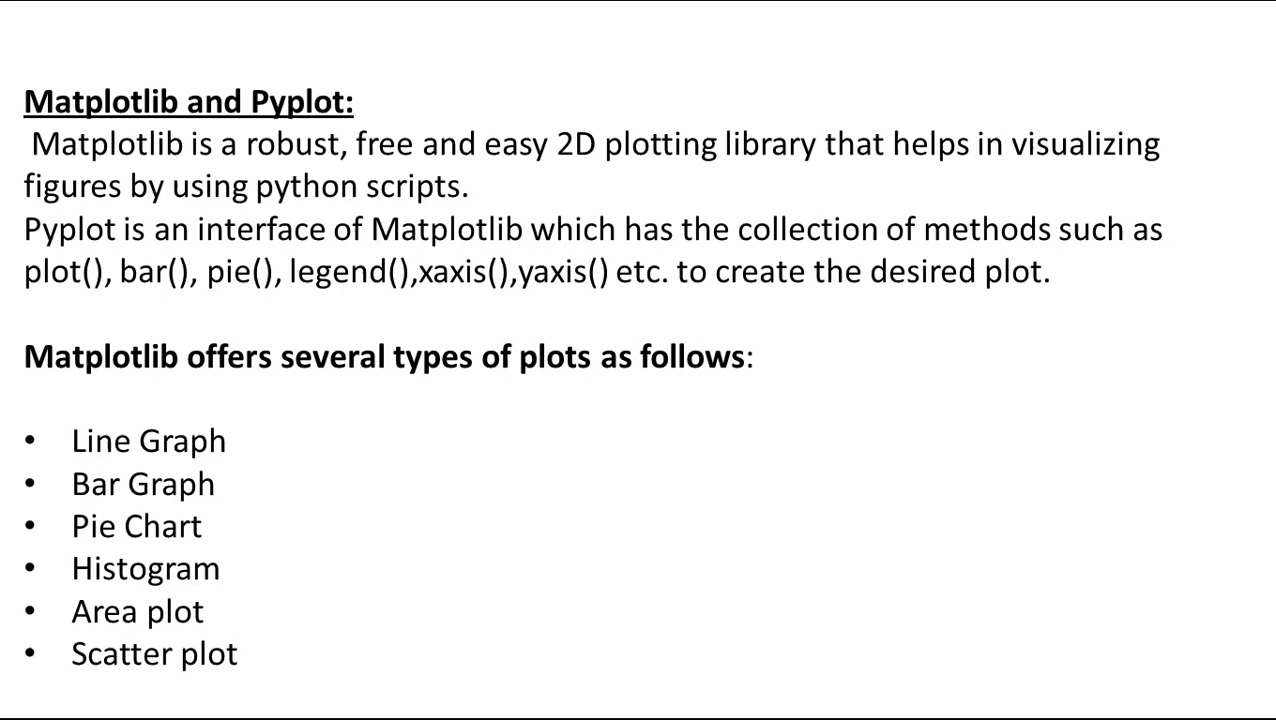 Matplotlib and Pyplot:
Matplotlib is a robust, free and easy 2D plotting library that helps in visualizing
figures by using python scripts.
Pyplot is an interface of Matplotlib which has the collection of methods such as
plot(), bar(), pie(), legend(),xaxis(),yaxis() etc. to create the desired plot.
Matplotlib offers several types of plots as follows:
• Line Graph
• Bar Graph
• Pie Chart
• Histogram
• Area plot
• Scatter plot